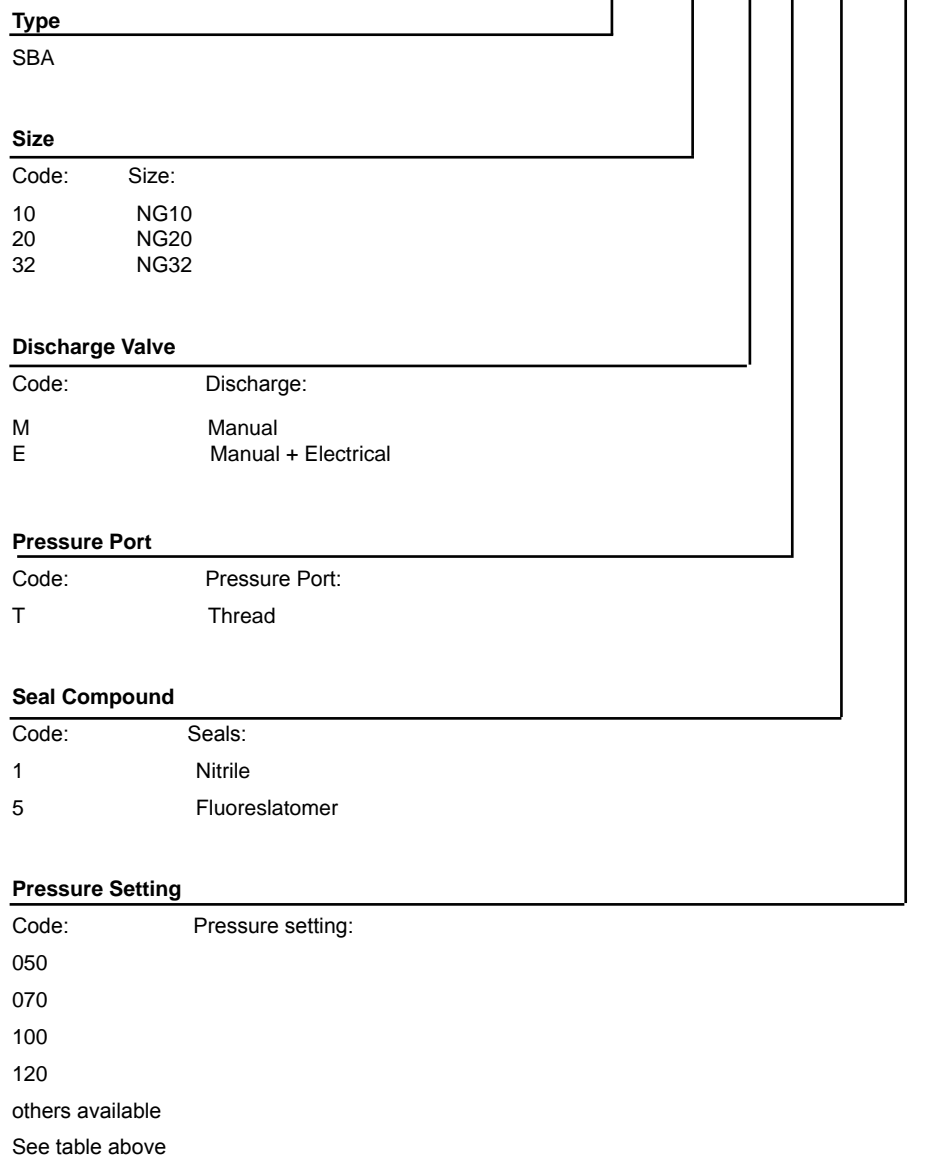 Type
SBA
Size
Code: Size:
10 NG10
20 NG20
32 NG32
Discharge Valve
Code: Discharge:
M Manual
E Manual + Electrical
Pressure Port
Code: Pressure Port:
T Thread
Seal Compound
Code: Seals:
1 Nitrile
5 Fluoreslatomer
Pressure Setting
Code: Pressure setting:
050
070
100
120
others available
See table above